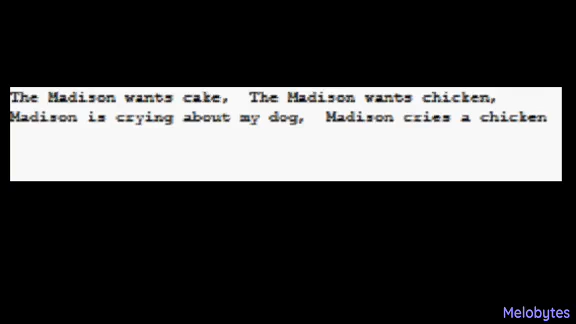 The Madison wants cake,  The Madison wants chicken,
Madison is crying about my dog,  Madison cries a chicken
Melobytes